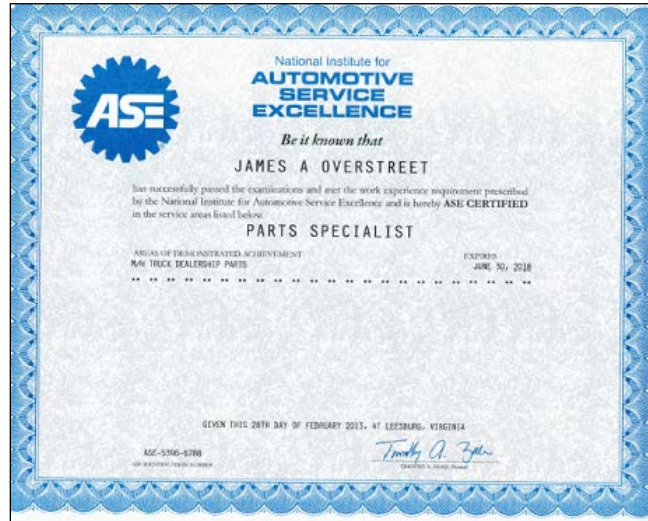 ASE
National Institute for
AUTOMOTIVE
SERVICE
EXCELLENCE
Be it known that
JAMES A OVERSTREET
has successfully passed the examinations and met the work experience requirement prescribed
by the National Institute for Automotive Service Excellence and is hereby ASE CERTIFIED
in the service areas listed below.
PARTS SPECIALIST
AREAS OF DEMONSTRATED ACHIEVEMENT EXPIRES
M/H TRUCK DEALERSHIP PARTS JUNE 30, 2018
** ** ** ** ** ** ** ** ** ** ** ** ** ** ** ** ** ** ** ** ** **
GIVEN THIS 28TH DAY OF FEBRUARY 2013, AT LEESBURG, VIRGINIA
ASE IDENTIFICATION NUMBER
Timothy A.